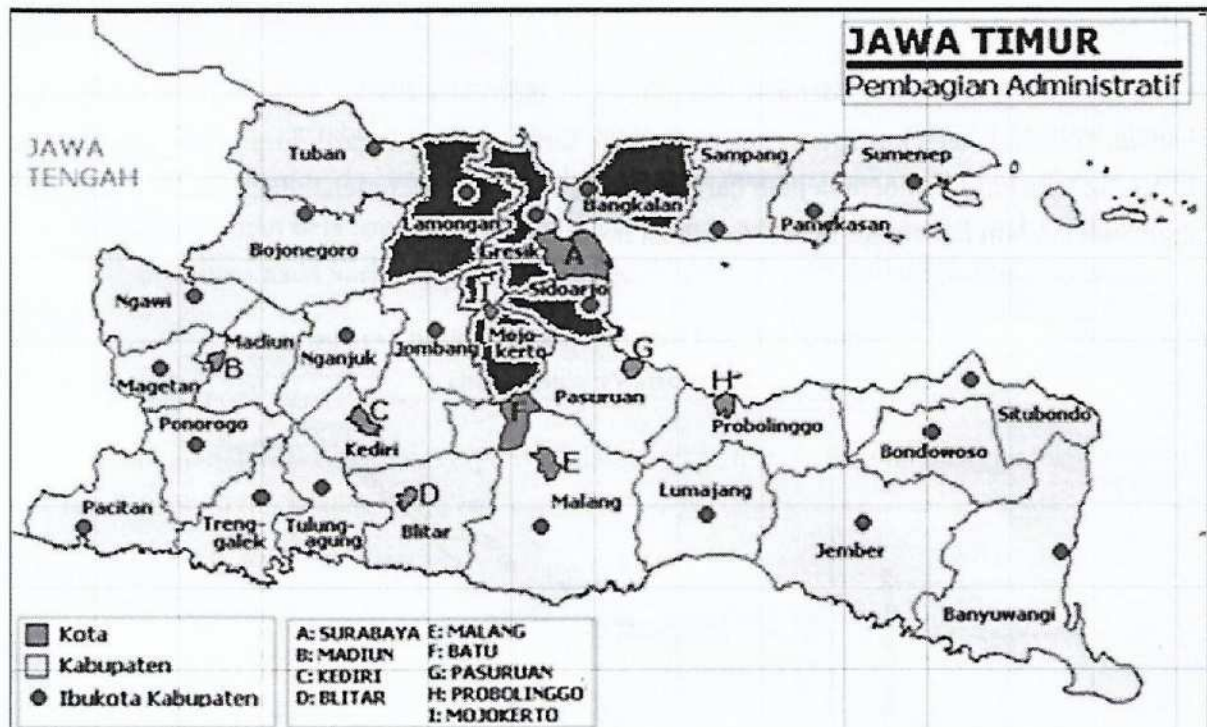 JAWA TIMUR
Pembagian Administratif
JAWA
TENGAH
Tuban
Sampang
Sumenep
Bangkalan
Lamongan
Pamekasan
Bojonegoro
Gresik
A
Ngawi
I
Sidoarjo
Madiun
Nganjuk
Jombang
Mojo-
kerto
G
B
Magetan
H
Pasuruan
C
F
Situbondo
Ponorogo
Probolinggo
Kediri
Bondowoso
E
Pacitan
D
Malang
Lumajang
Treng-
galek
Tulung-
agung
Blitar
Jember
Banyuwangi
Kota
Kabupaten
Ibukota Kabupaten
A: SURABAYA
B: MADIUN
C: KEDIRI
D: BLITAR
E: MALANG
F: BATU
G: PASURUAN
H: PROBOLINGGO
I: MOJOKERTO